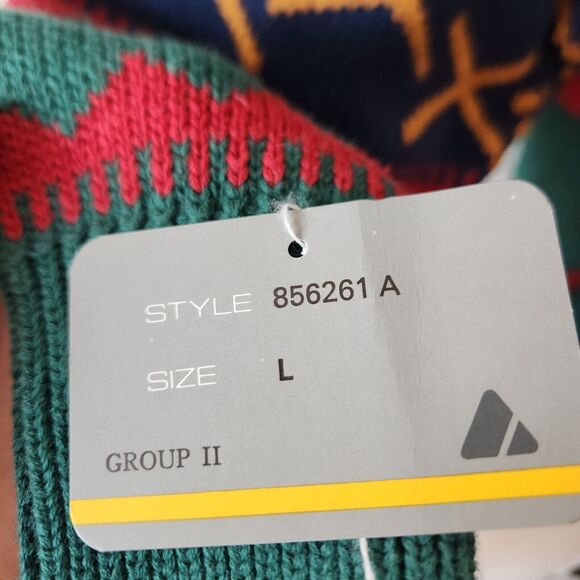 STYLE 856261 A
SIZE L
GROUP II